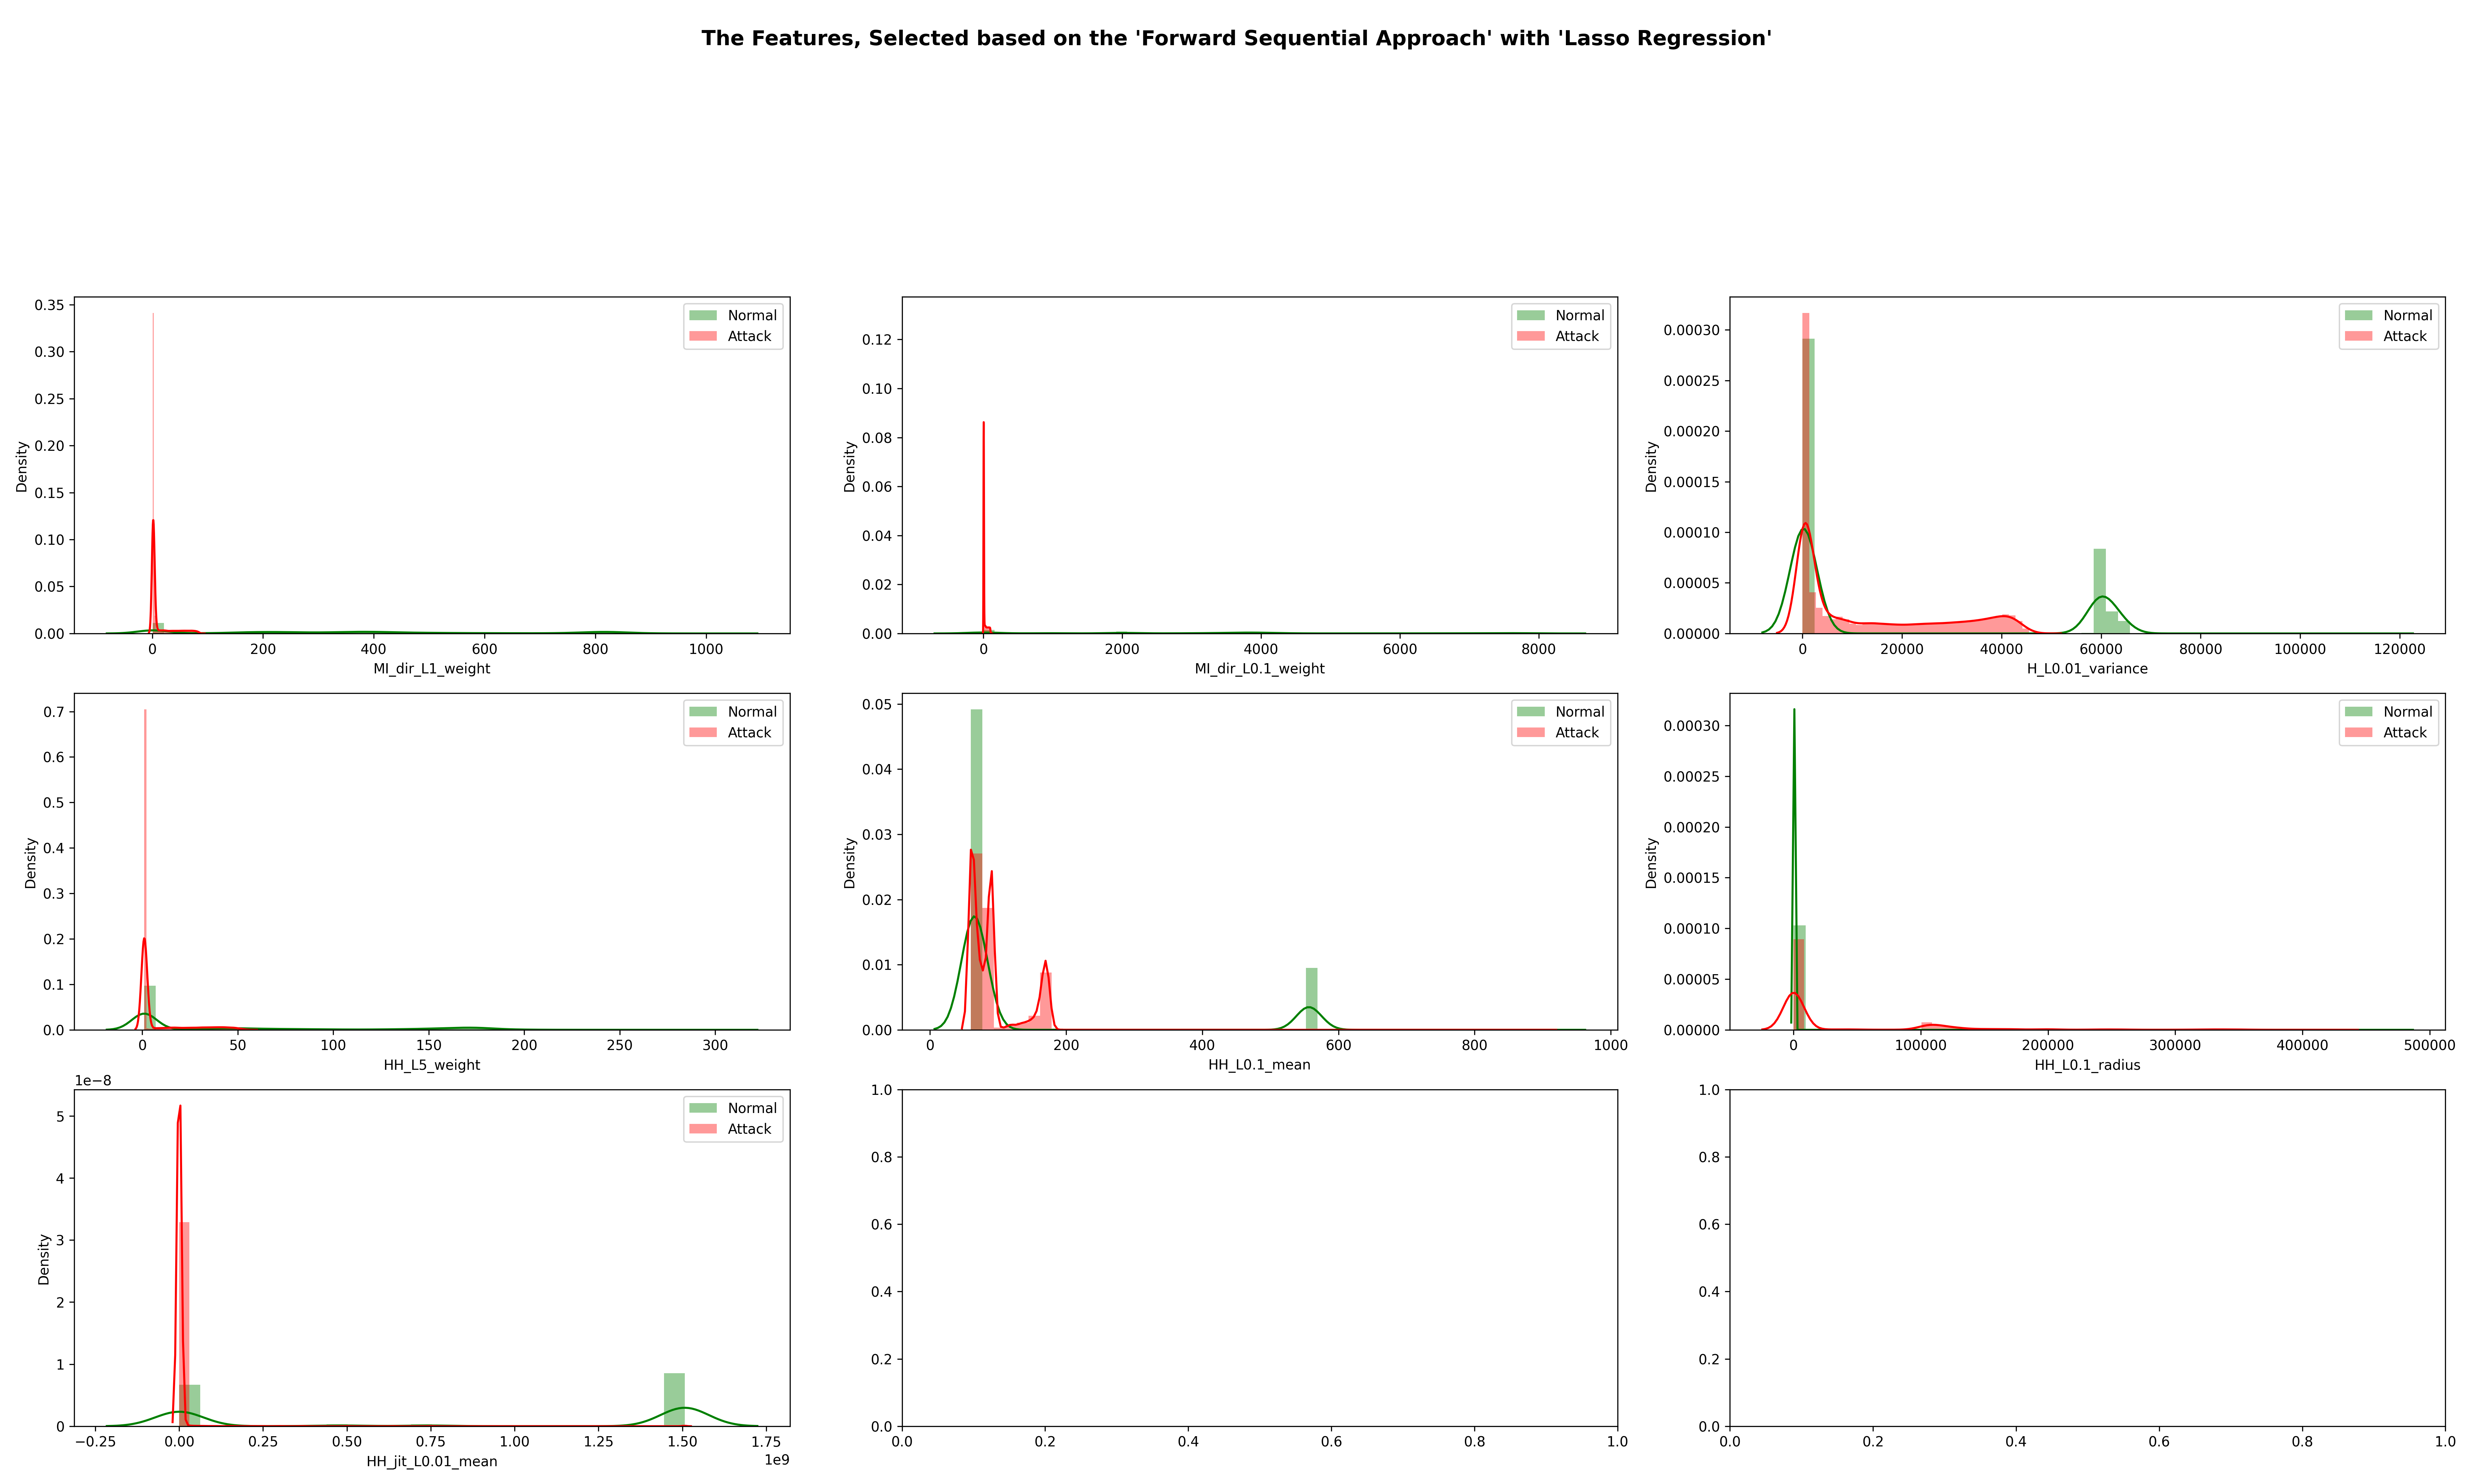 The Features, Selected based on the 'Forward Sequential Approach' with 'Lasso Regression'
0.35
0.30
0.25
0.20
0.15
0.10
0.05
0.00
Density
0 200 400 600 800 1000
MI_dir_L1_weight
Normal
Attack
0.12
0.10
0.08
0.06
0.04
0.02
0.00
Density
0 2000 4000 6000 8000
MI_dir_L0.1_weight
Normal
Attack
0.00030
0.00025
0.00020
0.00015
0.00010
0.00005
0.00000
Density
0 20000 40000 60000 80000 100000 120000
H_L0.01_variance
Normal
Attack
0.7
0.6
0.5
0.4
0.3
0.2
0.1
0.0
Density
0 50 100 150 200 250 300
HH_L5_weight
Normal
Attack
0.05
0.04
0.03
0.02
0.01
0.00
Density
0 200 400 600 800 1000
HH_L0.1_mean
Normal
Attack
0.00030
0.00025
0.00020
0.00015
0.00010
0.00005
0.00000
Density
0 100000 200000 300000 400000 500000
HH_L0.1_radius
Normal
Attack
1e−8
5
4
3
2
1
0
Density
−0.25 0.00 0.25 0.50 0.75 1.00 1.25 1.50 1.75
1e9
HH_jit_L0.01_mean
Normal
Attack
1.0
0.8
0.6
0.4
0.2
0.0
0.0 0.2 0.4 0.6 0.8 1.0
1.0
0.8
0.6
0.4
0.2
0.0
0.0 0.2 0.4 0.6 0.8 1.0